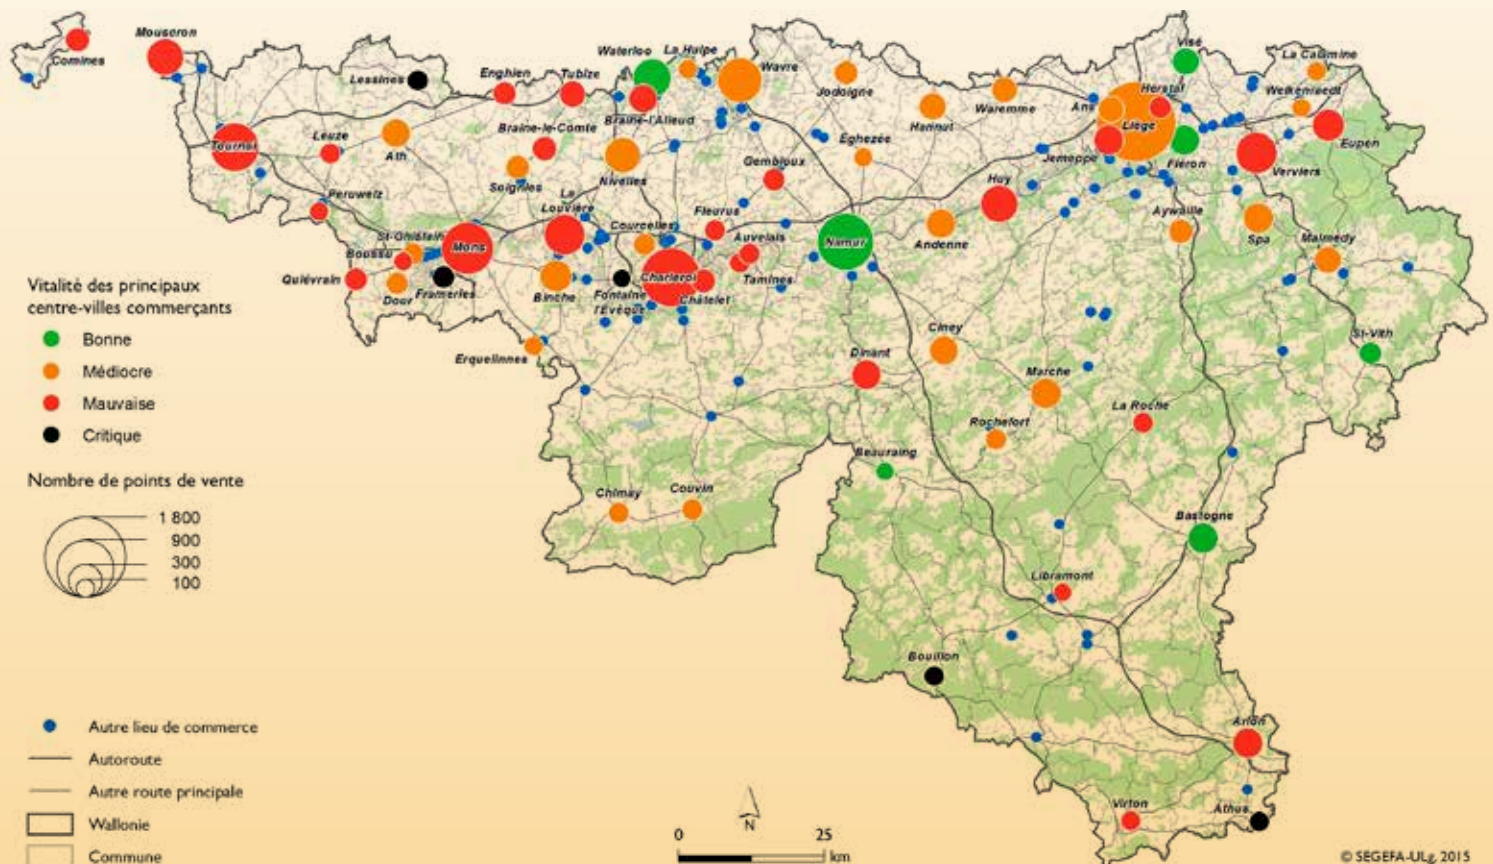 Comines
Mouscron
Lessines
Enghien
Tubize
Waterloo
La Hulpe
Wavre
Jodoigne
Visé
La Calamine
Hannut
Waremme
Ans
Herstal
Welkenraedt
Liège
Tournai
Leuze
Ath
Braine-le-Comte
Braine-l'Alleud
Eghezée
Jemeppe
Fléron
Verviers
Eupen
Soignies
Nivelles
Gembloux
Peruwelz
La
Louvière
Courcelles
Fleurus
Huy
Aywaille
St-Ghislain
Mons
Auvelais
Namur
Andenne
Spa
Malmedy
Boussu
Quiévrain
Dour
Frameries
Binche
Fontaine
l'Evêque
Charleroi
Châtelet
Tamines
Erquelinnes
Dinant
Ciney
Marche
St-Vith
La Roche
Rochefort
Beauraing
Chimay
Couvin
Bastogne
Libramont
Bouillon
Arlon
Virton
Athus
Vitalité des principaux
centre-villes commerçants
Bonne
Médiocre
Mauvaise
Critique
Nombre de points de vente
1 800
900
300
100
Autre lieu de commerce
Autoroute
Autre route principale
Wallonie
Commune
N
0 25
km
© SEGEFA-ULg, 2015